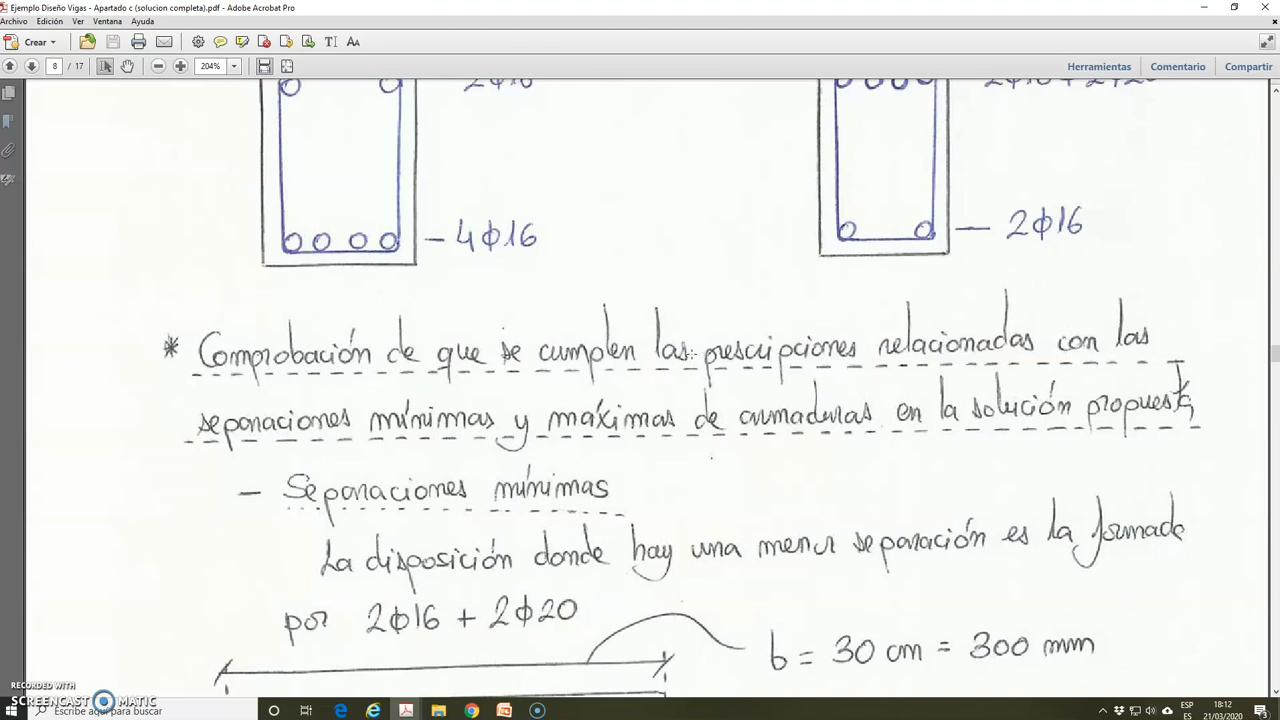 Ejemplo Diseño Vigas - Apartado c (solucion completa).pdf - Adobe Acrobat Pro
Archivo Edición Ver Ventana Ayuda
Crear
8 / 17 204% Herramientas Comentario Compartir
2ϕ16
2ϕ16 + 2ϕ20
— 4ϕ16
— 2ϕ16
* Comprobación de que se cumplen las prescripciones relacionadas con las
separaciones mínimas y máximas de armaduras en la solución propuesta
— Separaciones mínimas
La disposición donde hay una menor separación es la formada
por 2ϕ16 + 2ϕ20
b = 30 cm = 300 mm
RECORDED WITH
SCREENCAST MATIC
Escribe aquí para buscar
ESP
ES
18:12
21/03/2020
3